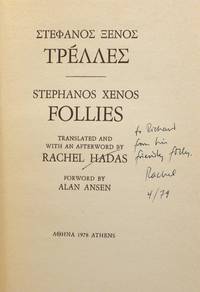 ΣΤΕΦΑΝΟΣ ΞΕΝΟΣ
ΤΡΕΛΛΕΣ
STEPHANOS XENOS
FOLLIES
TRANSLATED AND
WITH AN AFTERWORD BY
RACHEL HADAS
FORWORD BY
ALAN ANSEN
to Richard
from his
friendly
Rachel
4/79
ΑΘΗΝΑ 1978 ATHENS